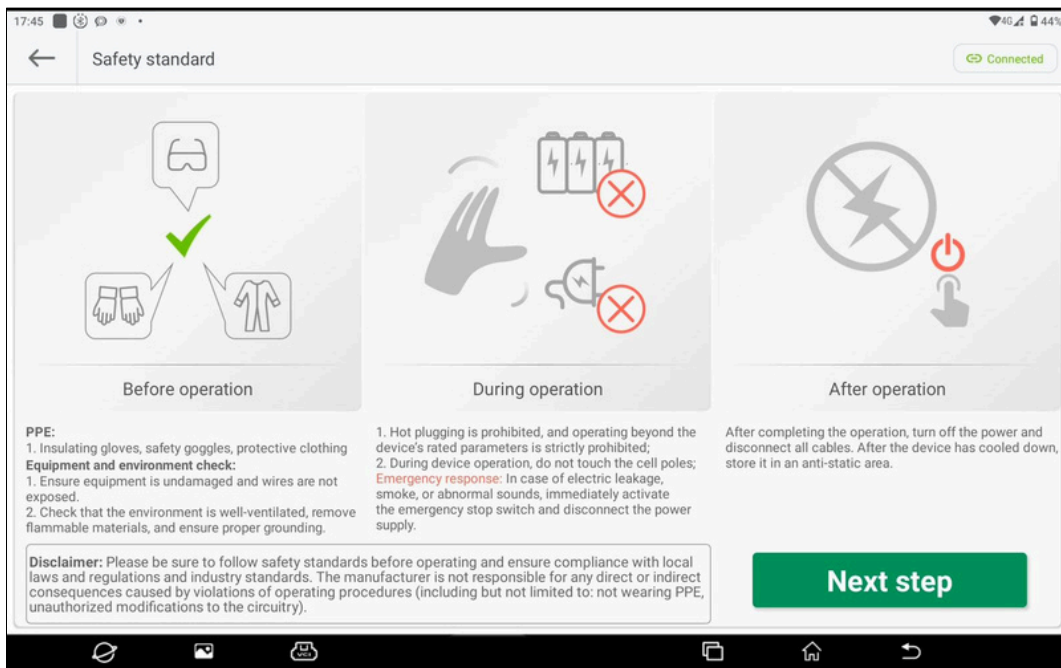 17:45
4G 44%
Safety standard
Connected
Before operation
During operation
After operation
PPE:
1. Insulating gloves, safety goggles, protective clothing
Equipment and environment check:
1. Ensure equipment is undamaged and wires are not
exposed.
2. Check that the environment is well-ventilated, remove
flammable materials, and ensure proper grounding.
1. Hot plugging is prohibited, and operating beyond the
device's rated parameters is strictly prohibited;
2. During device operation, do not touch the cell poles;
Emergency response: In case of electric leakage,
smoke, or abnormal sounds, immediately activate
the emergency stop switch and disconnect the power
supply.
After completing the operation, turn off the power and
disconnect all cables. After the device has cooled down,
store it in an anti-static area.
Disclaimer: Please be sure to follow safety standards
before operating and ensure compliance with local
laws and regulations and industry standards. The manufacturer is not responsible for any direct or indirect
consequences caused by violations of operating procedures (including but not limited to: not wearing PPE,
unauthorized modifications to the circuitry).
Next step
VCI